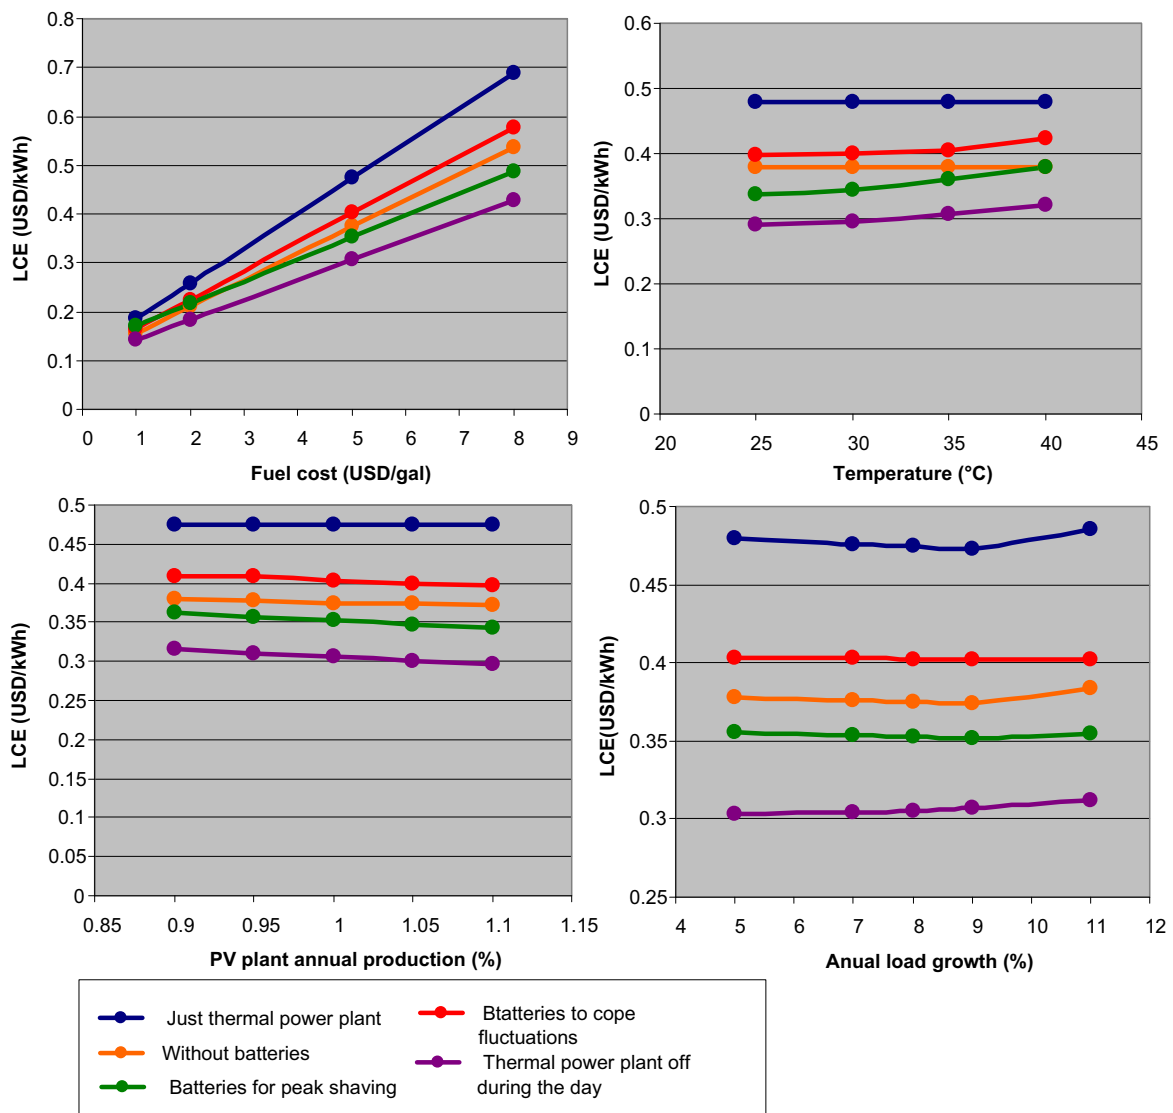 0.8
0.7
0.6
0.5
0.4
0.3
0.2
0.1
0
LCE (USD/kWh)
0 1 2 3 4 5 6 7 8 9
Fuel cost (USD/gal)
0.6
0.5
0.4
0.3
0.2
0.1
0
LCE (USD/kWh)
20 25 30 35 40 45
Temperature (°C)
0.5
0.45
0.4
0.35
0.3
0.25
0.2
0.15
0.1
0.05
0
LCE (USD/kWh)
0.85 0.9 0.95 1 1.05 1.1 1.15
PV plant annual production (%)
0.5
0.45
0.4
0.35
0.3
0.25
LCE(USD/kWh)
4 5 6 7 8 9 10 11 12
Anual load growth (%)
Just thermal power plant
Without batteries
Batteries for peak shaving
Btatteries to cope
fluctuations
Thermal power plant off
during the day